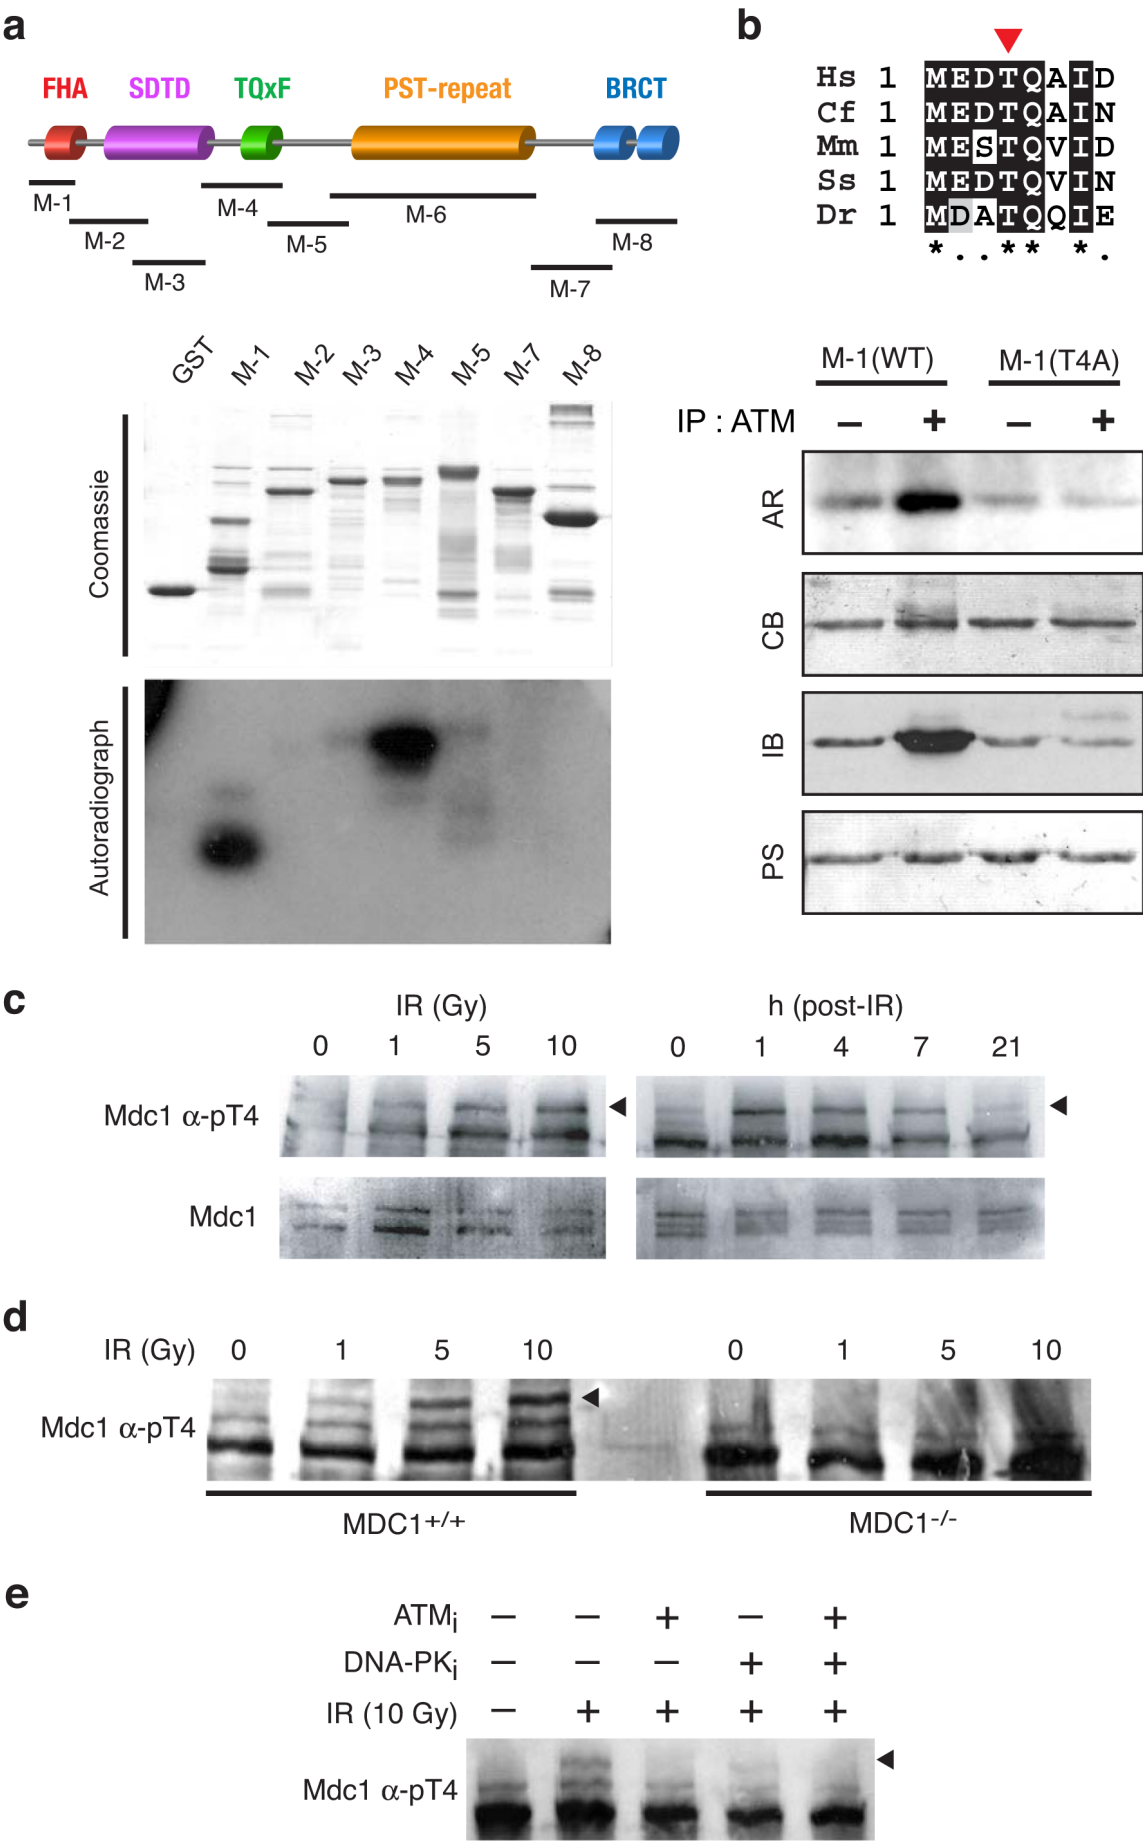 a
FHA SDTD TQxF PST-repeat BRCT
M-1
M-2
M-3
M-4
M-5
M-6
M-7
M-8
GST M-1 M-2 M-3 M-4 M-5 M-7 M-8
Coomassie
Autoradiograph
b
Hs 1 MEDTQAID
Cf 1 MEDTQAIN
Mm 1 MESTQVID
Ss 1 MEDTQVIN
Dr 1 MDATQQIE
* . . * * * .
M-1(WT) M-1(T4A)
IP : ATM – + – +
AR
CB
IB
PS
c
IR (Gy) h (post-IR)
0 1 5 10 0 1 4 7 21
Mdc1 α-pT4
Mdc1
d
IR (Gy) 0 1 5 10 0 1 5 10
Mdc1 α-pT4
MDC1+/+ MDC1-/-
e
ATMi – – + – +
DNA-PKi – – – + +
IR (10 Gy) – + + + +
Mdc1 α-pT4